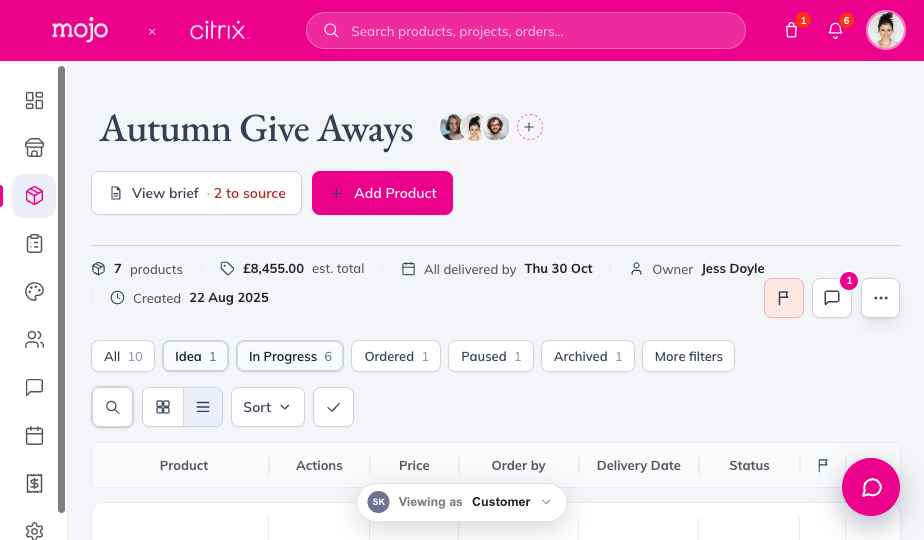 mojo × citrix Search products, projects, orders... 1 6
Autumn Give Aways
View brief · 2 to source + Add Product
7 products £8,455.00 est. total All delivered by Thu 30 Oct Owner Jess Doyle
Created 22 Aug 2025 1
All 10 Idea 1 In Progress 6 Ordered 1 Paused 1 Archived 1 More filters
Sort
Product Actions Price Order by Delivery Date Status
SK Viewing as Customer